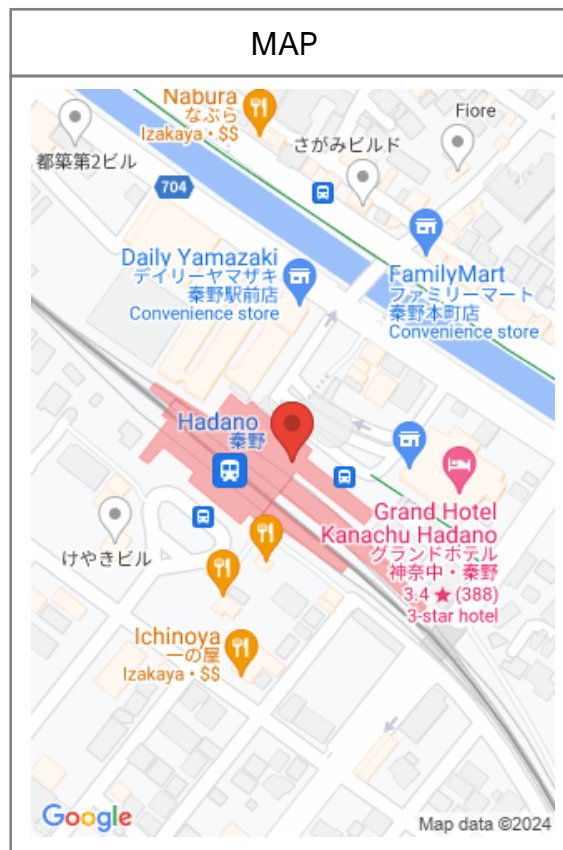 MAP
Nabura
なぶら
Izakaya・$$
Fiore
さがみビルド
都築第2ビル
704
Daily Yamazaki
デイリーヤマザキ
秦野駅前店
Convenience store
FamilyMart
ファミリーマート
秦野本町店
Convenience store
Hadano
秦野
Grand Hotel
Kanachu Hadano
グランドホテル
神奈中・秦野
3.4 ★ (388)
3-star hotel
けやきビル
Ichinoya
一の屋
Izakaya・$$
Google
Map data ©2024